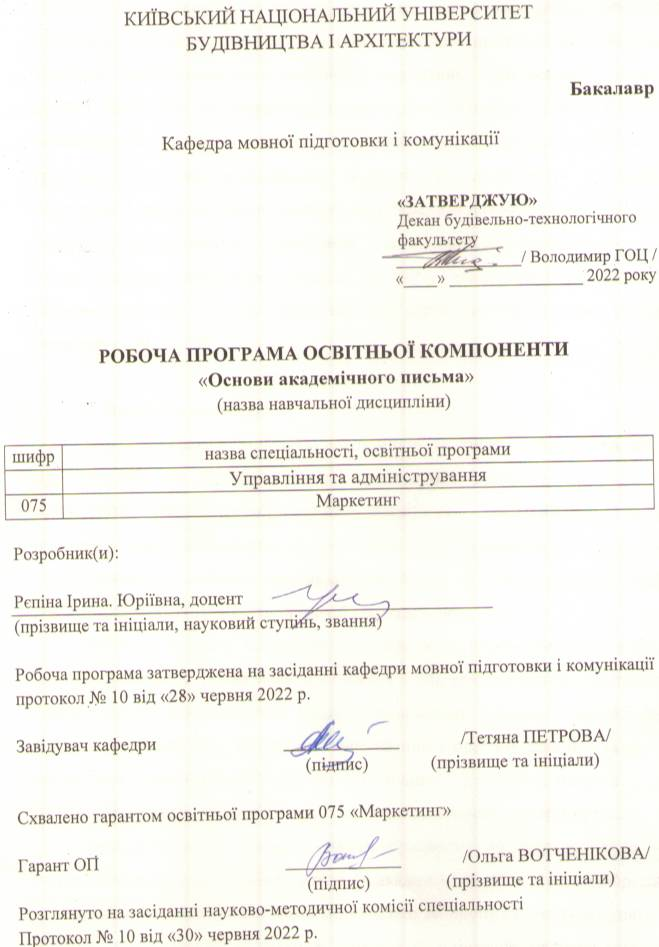 КИЇВСЬКИЙ НАЦІОНАЛЬНИЙ УНІВЕРСИТЕТ
БУДІВНИЦТВА І АРХІТЕКТУРИ
Бакалавр
Кафедра мовної підготовки і комунікації
«ЗАТВЕРДЖУЮ»
Декан будівельно-технологічного
факультету
/ Володимир ГОЦ /
«____» ________________ 2022 року
РОБОЧА ПРОГРАМА ОСВІТНЬОЇ КОМПОНЕНТИ
«Основи академічного письма»
(назва навчальної дисципліни)
шифр назва спеціальності, освітньої програми
Управління та адміністрування
075 Маркетинг
Розробник(и):
Рєпіна Ірина. Юріївна, доцент
(прізвище та ініціали, науковий ступінь, звання)
Робоча програма затверджена на засіданні кафедри мовної підготовки і комунікації
протокол № 10 від «28» червня 2022 р.
Завідувач кафедри /Тетяна ПЕТРОВА/
(підпис) (прізвище та ініціали)
Схвалено гарантом освітньої програми 075 «Маркетинг»
Гарант ОП /Ольга ВОТЧЕНІКОВА/
(підпис) (прізвище та ініціали)
Розглянуто на засіданні науково-методичної комісії спеціальності
Протокол № 10 від «30» червня 2022 р.